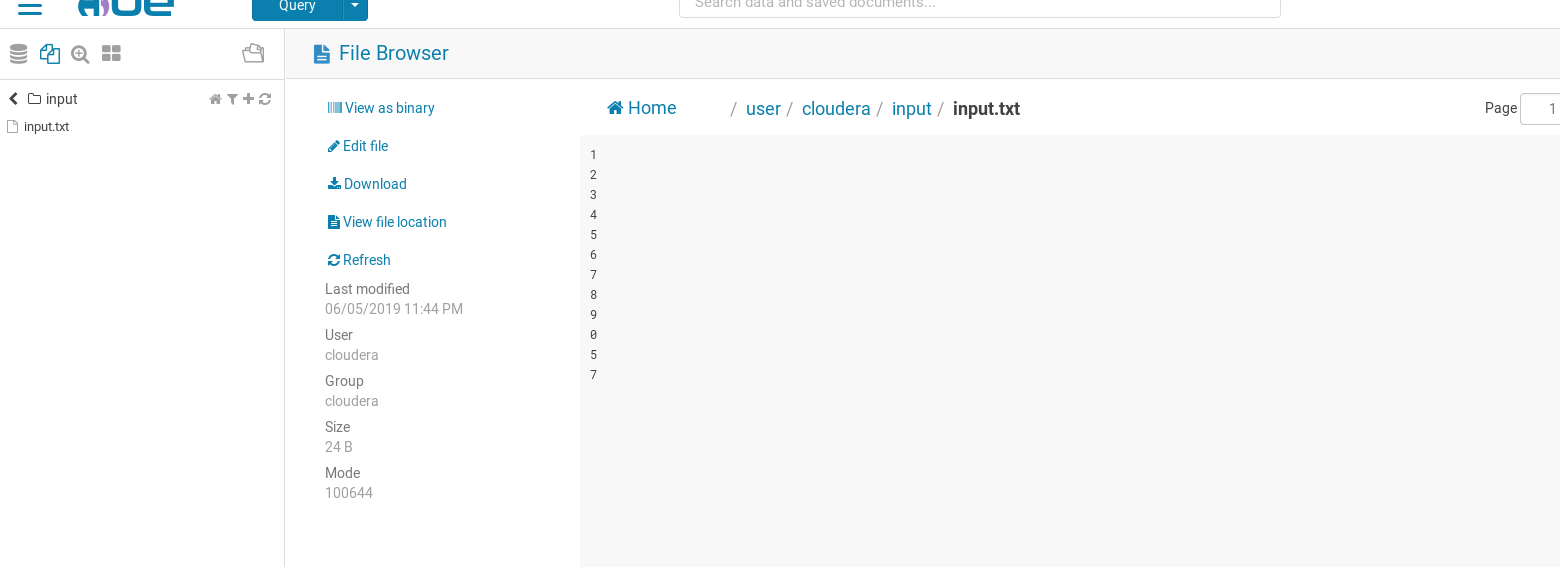 Hue
Query
Search data and saved documents...
File Browser
input
input.txt
View as binary
Edit file
Download
View file location
Refresh
Last modified
06/05/2019 11:44 PM
User
cloudera
Group
cloudera
Size
24 B
Mode
100644
Home / user / cloudera / input / input.txt
Page 1
1
2
3
4
5
6
7
8
9
0
5
7